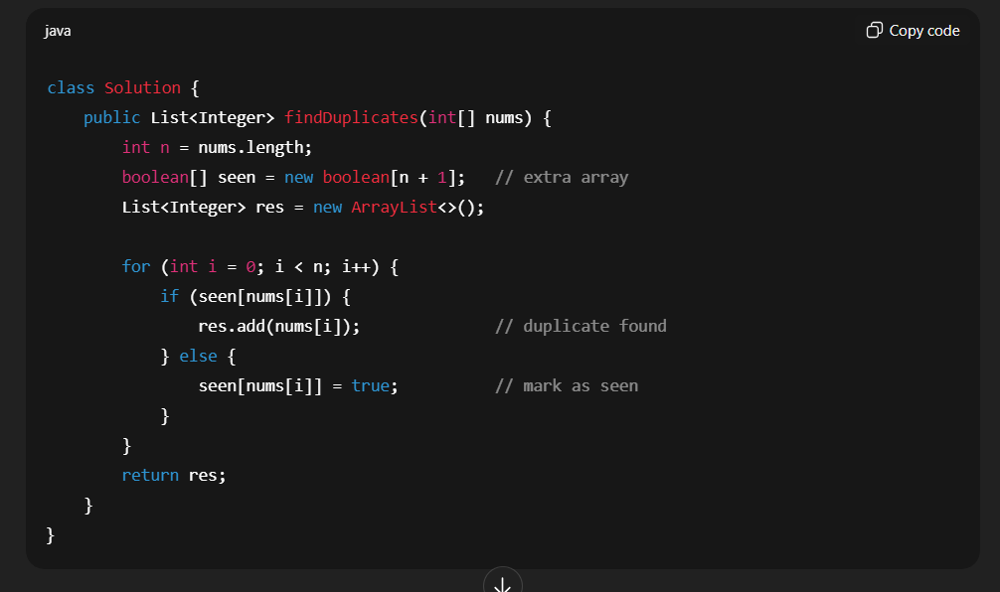 java
Copy code
class Solution {
    public List<Integer> findDuplicates(int[] nums) {
        int n = nums.length;
        boolean[] seen = new boolean[n + 1];   // extra array
        List<Integer> res = new ArrayList<>();

        for (int i = 0; i < n; i++) {
            if (seen[nums[i]]) {
                res.add(nums[i]);              // duplicate found
            } else {
                seen[nums[i]] = true;          // mark as seen
            }
        }
        return res;
    }
}